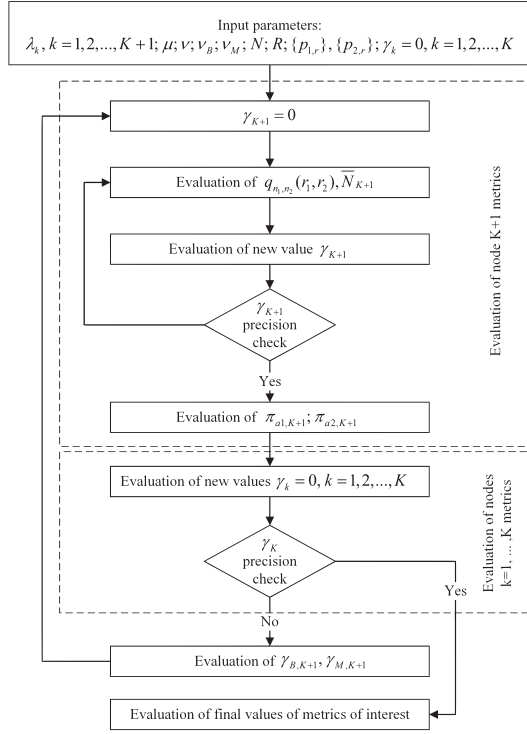 Input parameters:
λ_k, k = 1,2,..., K + 1; μ; ν; ν_B; ν_M; N; R; {p_{1,r}}, {p_{2,r}}; γ_k = 0, k = 1,2,..., K
γ_{K+1} = 0
Evaluation of q_{n_1,n_2}(r_1, r_2), N̅_{K+1}
Evaluation of new value γ_{K+1}
γ_{K+1}
precision
check
Yes
Evaluation of π_{a1,K+1}; π_{a2,K+1}
Evaluation of node K+1 metrics
Evaluation of new values γ_k = 0, k = 1,2,..., K
γ_K
precision
check
Evaluation of nodes
k=1, ... ,K metrics
Yes
No
Evaluation of γ_{B,K+1}, γ_{M,K+1}
Evaluation of final values of metrics of interest